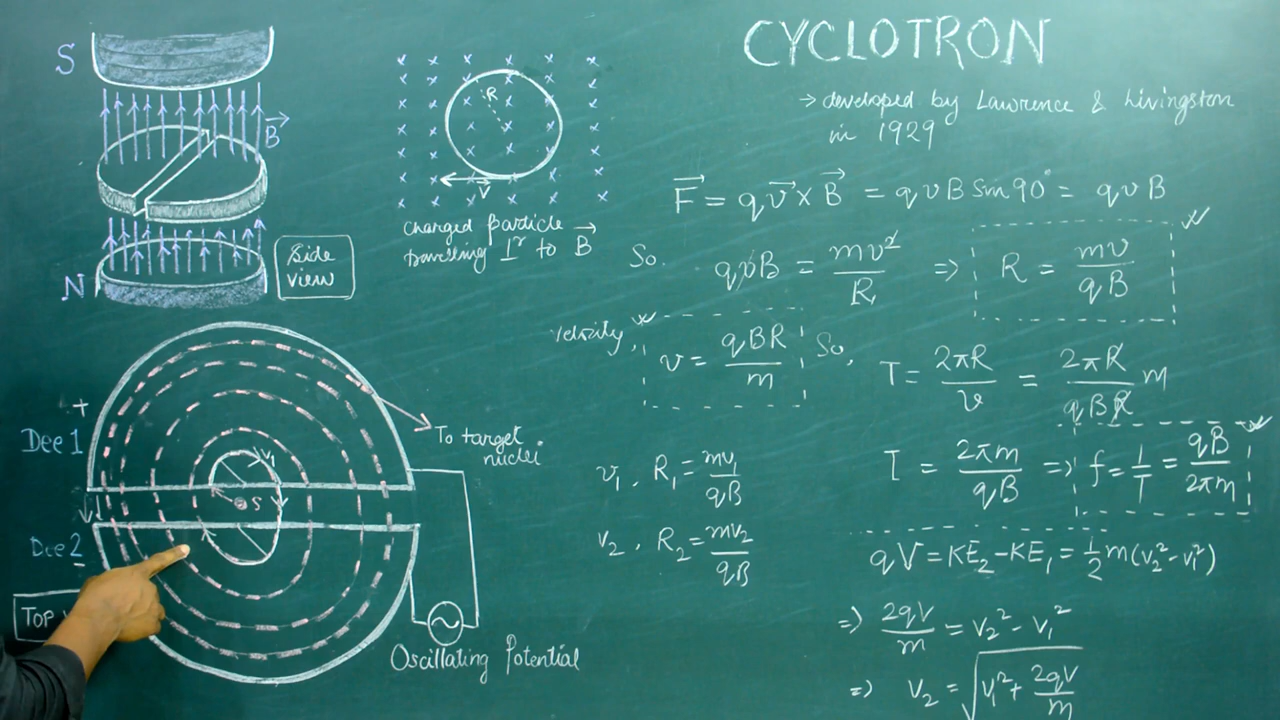 CYCLOTRON
→ developed by Lawrence & Livingston
in 1929
S
B⃗
N
Side
view
R
v
charged particle
travelling ⊥ʳ to B⃗
F⃗ = qv⃗ × B⃗ = qvB Sin90° = qvB
So. qvB = mv²/R ⇒ R = mv/qB
velocity, v = qBR/m So, T = 2πR/v = 2πR/qBR m
T = 2πm/qB ⇒ f = 1/T = qB/2πm
v₁, R₁ = mv₁/qB
v₂, R₂ = mv₂/qB
qV = KE₂ - KE₁ = 1/2 m(v₂² - v₁²)
⇒ 2qV/m = v₂² - v₁²
⇒ v₂ = √(v₁² + 2qV/m)
+
Dee 1
v₁
S
To target
nuclei
Dee 2
TOP
Oscillating Potential